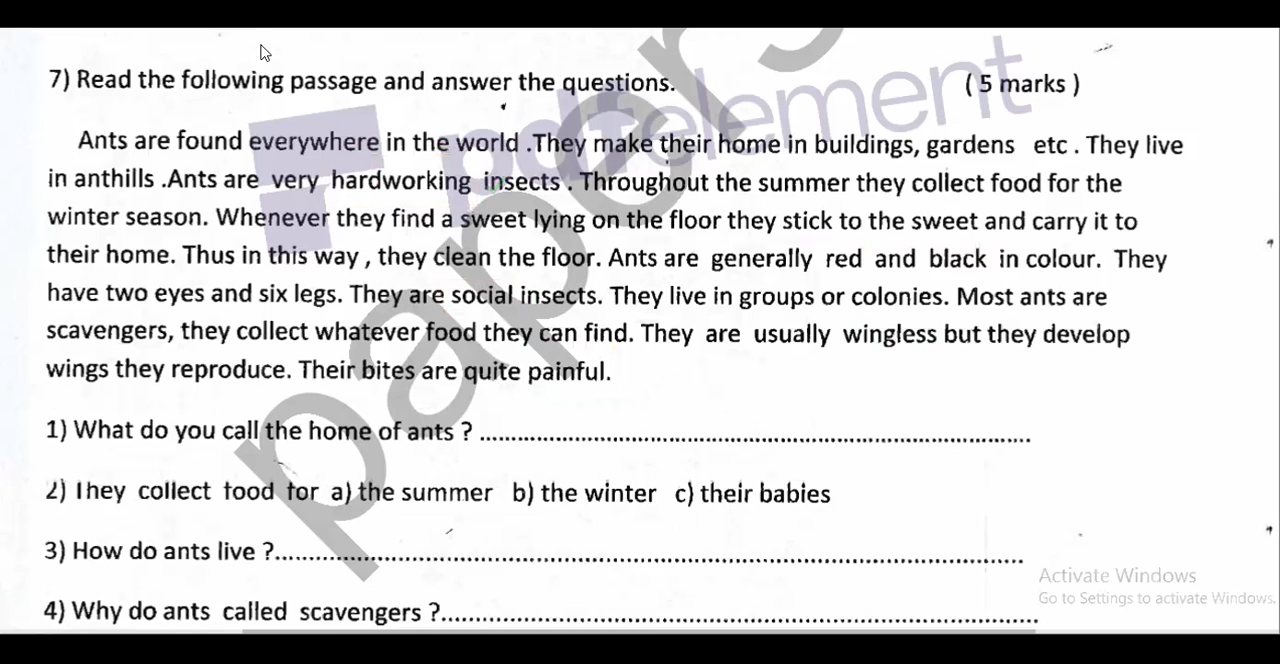 7) Read the following passage and answer the questions. ( 5 marks )
Ants are found everywhere in the world .They make their home in buildings, gardens etc . They live
in anthills .Ants are very hardworking insects . Throughout the summer they collect food for the
winter season. Whenever they find a sweet lying on the floor they stick to the sweet and carry it to
their home. Thus in this way , they clean the floor. Ants are generally red and black in colour. They
have two eyes and six legs. They are social insects. They live in groups or colonies. Most ants are
scavengers, they collect whatever food they can find. They are usually wingless but they develop
wings they reproduce. Their bites are quite painful.
1) What do you call the home of ants ? ........................................................................
2) They collect food for a) the summer b) the winter c) their babies
3) How do ants live ?........................................................................
4) Why do ants called scavengers ?........................................................................
pdfelement
papers
Activate Windows
Go to Settings to activate Windows.